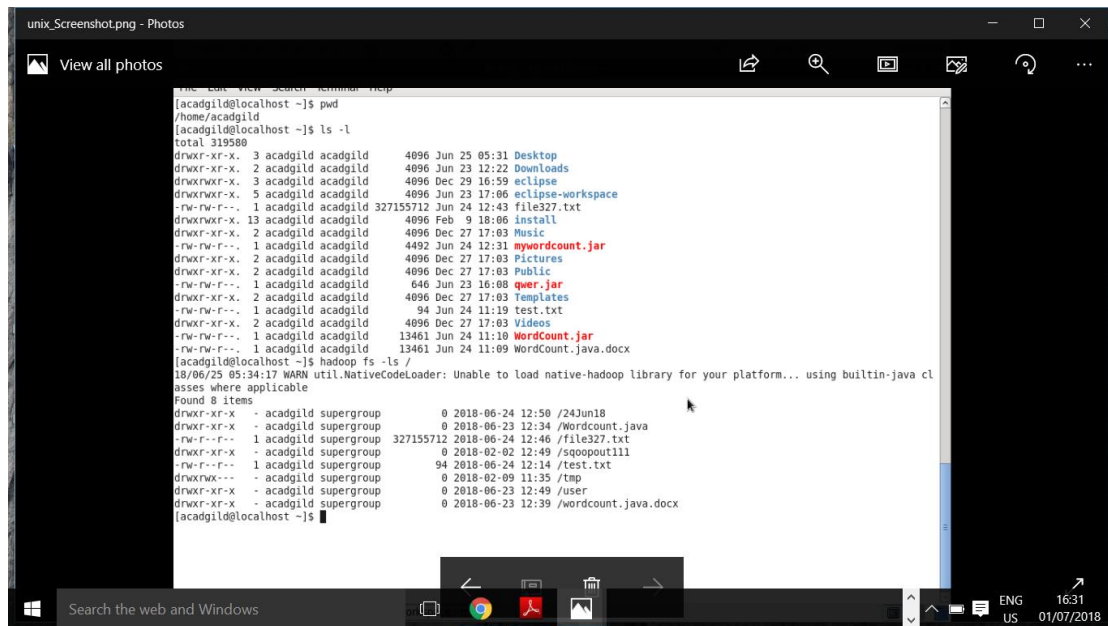 unix_Screenshot.png - Photos
View all photos
File Edit View Search Terminal Help
[acadgild@localhost ~]$ pwd
/home/acadgild
[acadgild@localhost ~]$ ls -l
total 319580
drwxr-xr-x. 3 acadgild acadgild 4096 Jun 25 05:31 Desktop
drwxr-xr-x. 2 acadgild acadgild 4096 Jun 23 12:22 Downloads
drwxrwxr-x. 3 acadgild acadgild 4096 Dec 29 16:59 eclipse
drwxrwxr-x. 5 acadgild acadgild 4096 Jun 23 17:06 eclipse-workspace
-rw-rw-r--. 1 acadgild acadgild 327155712 Jun 24 12:43 file327.txt
drwxrwxr-x. 13 acadgild acadgild 4096 Feb 9 18:06 install
drwxr-xr-x. 2 acadgild acadgild 4096 Dec 27 17:03 Music
-rw-rw-r--. 1 acadgild acadgild 4492 Jun 24 12:31 mywordcount.jar
drwxr-xr-x. 2 acadgild acadgild 4096 Dec 27 17:03 Pictures
drwxr-xr-x. 2 acadgild acadgild 4096 Dec 27 17:03 Public
-rw-rw-r--. 1 acadgild acadgild 646 Jun 23 16:08 qwer.jar
drwxr-xr-x. 2 acadgild acadgild 4096 Dec 27 17:03 Templates
-rw-rw-r--. 1 acadgild acadgild 94 Jun 24 11:19 test.txt
drwxr-xr-x. 2 acadgild acadgild 4096 Dec 27 17:03 Videos
-rw-rw-r--. 1 acadgild acadgild 13461 Jun 24 11:10 WordCount.jar
-rw-rw-r--. 1 acadgild acadgild 13461 Jun 24 11:09 WordCount.java.docx
[acadgild@localhost ~]$ hadoop fs -ls /
18/06/25 05:34:17 WARN util.NativeCodeLoader: Unable to load native-hadoop library for your platform... using builtin-java cl
asses where applicable
Found 8 items
drwxr-xr-x - acadgild supergroup 0 2018-06-24 12:50 /24Jun18
drwxr-xr-x - acadgild supergroup 0 2018-06-23 12:34 /Wordcount.java
-rw-r--r-- 1 acadgild supergroup 327155712 2018-06-24 12:46 /file327.txt
drwxr-xr-x - acadgild supergroup 0 2018-02-02 12:49 /sqoopout111
-rw-r--r-- 1 acadgild supergroup 94 2018-06-24 12:14 /test.txt
drwxrwx--- - acadgild supergroup 0 2018-02-09 11:35 /tmp
drwxr-xr-x - acadgild supergroup 0 2018-06-23 12:49 /user
drwxr-xr-x - acadgild supergroup 0 2018-06-23 12:39 /wordcount.java.docx
[acadgild@localhost ~]$
Search the web and Windows
ENG
US
16:31
01/07/2018